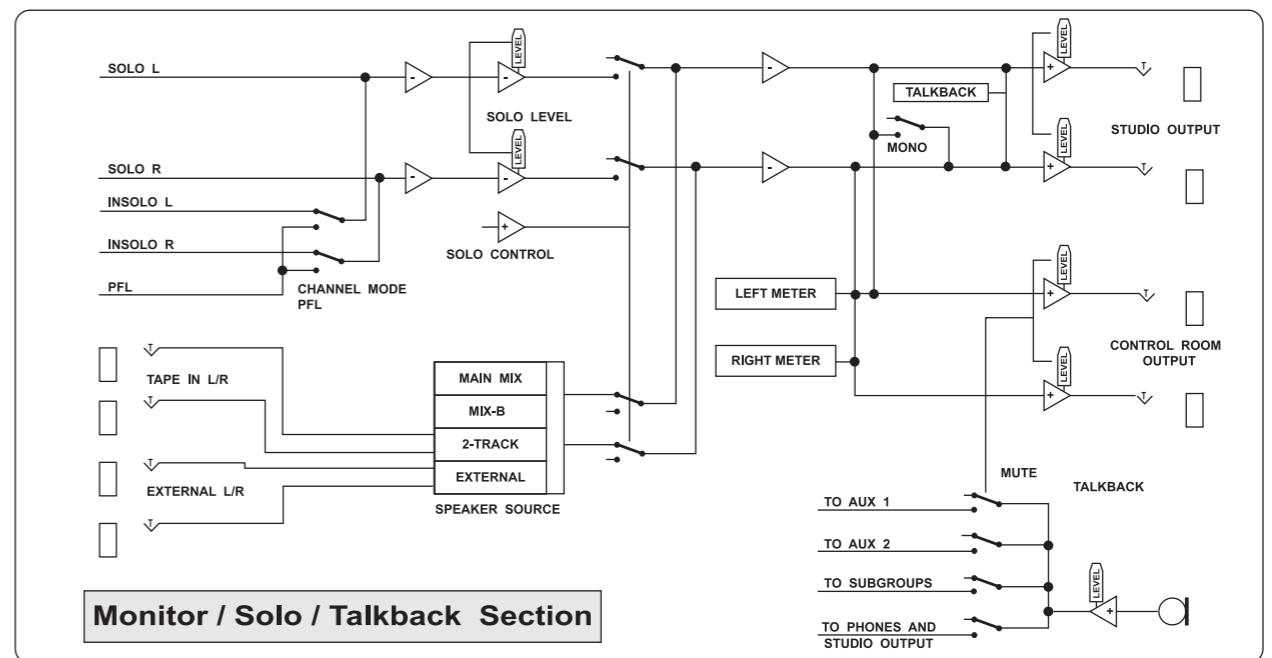 LEVEL
LEVEL
SOLO L
-
-
-
+
T
TALKBACK
SOLO LEVEL
STUDIO OUTPUT
LEVEL
LEVEL
MONO
SOLO R
-
-
-
+
T
INSOLO L
+
INSOLO R
SOLO CONTROL
LEVEL
PFL
CHANNEL MODE
PFL
LEFT METER
+
T
CONTROL ROOM
OUTPUT
RIGHT METER
LEVEL
T
TAPE IN L/R
MAIN MIX
+
T
T
MIX-B
2-TRACK
T
EXTERNAL L/R
EXTERNAL
MUTE
TALKBACK
SPEAKER SOURCE
TO AUX 1
T
TO AUX 2
LEVEL
TO SUBGROUPS
+
Monitor / Solo / Talkback Section
TO PHONES AND
STUDIO OUTPUT